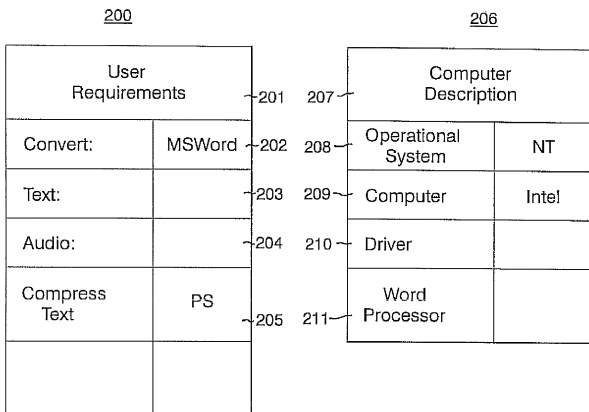 200
User
Requirements
201
Convert:
MSWord
202
Text:
203
Audio:
204
Compress
Text
PS
205
206
207
Computer
Description
208
Operational
System
NT
209
Computer
Intel
210
Driver
211
Word
Processor